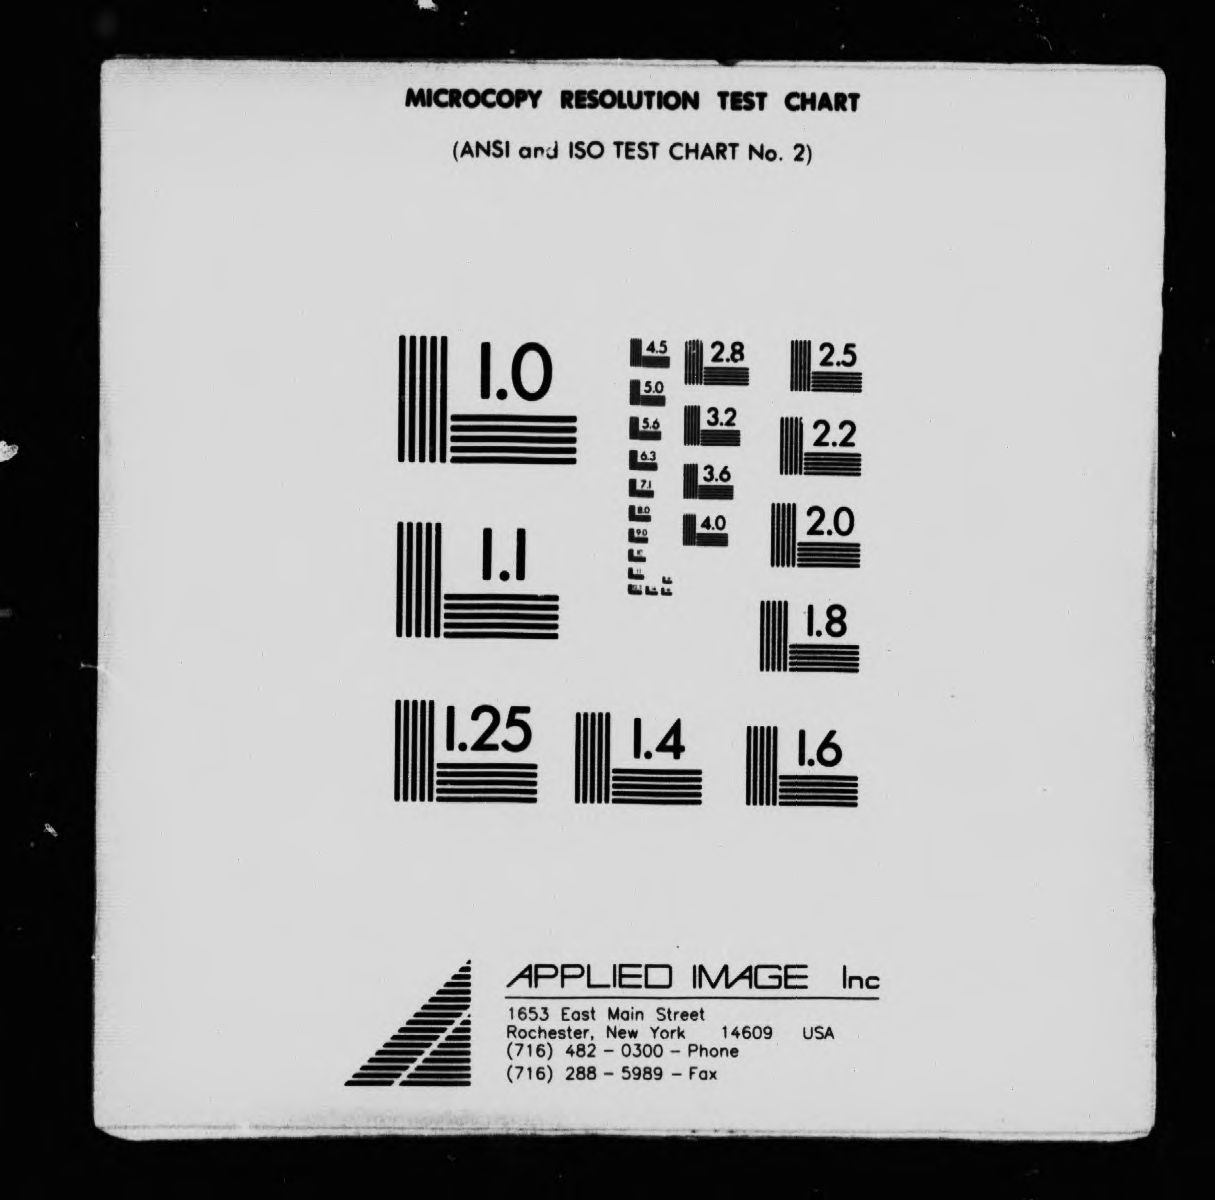 MICROCOPY RESOLUTION TEST CHART
(ANSI and ISO TEST CHART No. 2)
1.0
1.1
1.25
1.4
1.6
1.8
2.0
2.2
2.5
2.8
3.2
3.6
4.0
4.5
5.0
5.6
6.3
7.1
8.0
9.0
APPLIED IMAGE Inc
1653 East Main Street
Rochester, New York 14609 USA
(716) 482 - 0300 - Phone
(716) 288 - 5989 - Fax